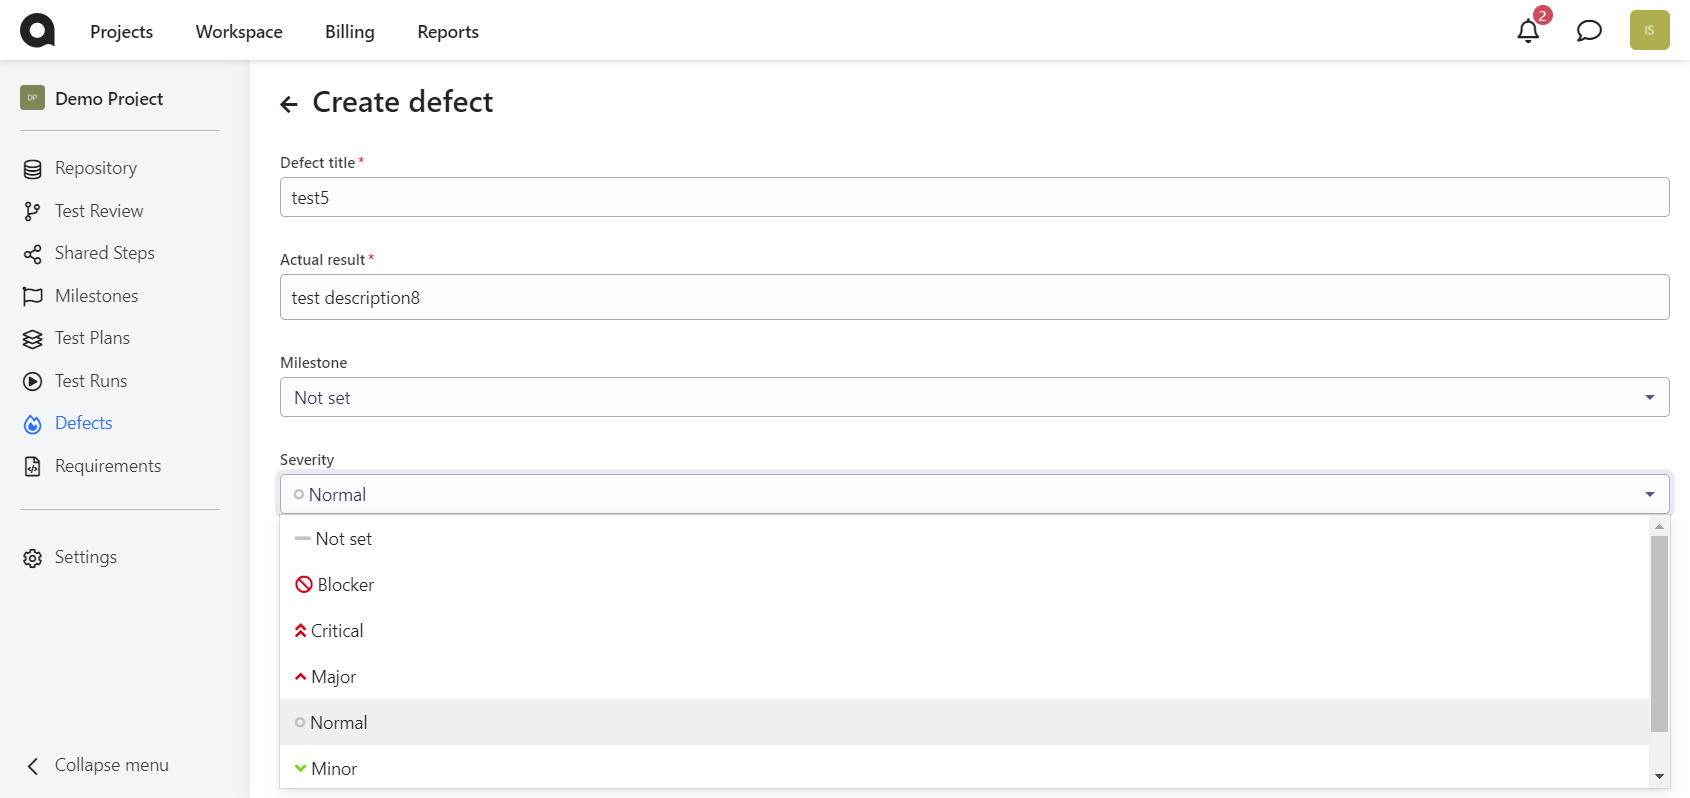 Projects Workspace Billing Reports 2 IS
DP Demo Project
Repository
Test Review
Shared Steps
Milestones
Test Plans
Test Runs
Defects
Requirements
Settings
Collapse menu
Create defect
Defect title *
test5
Actual result *
test description8
Milestone
Not set
Severity
Normal
Not set
Blocker
Critical
Major
Normal
Minor